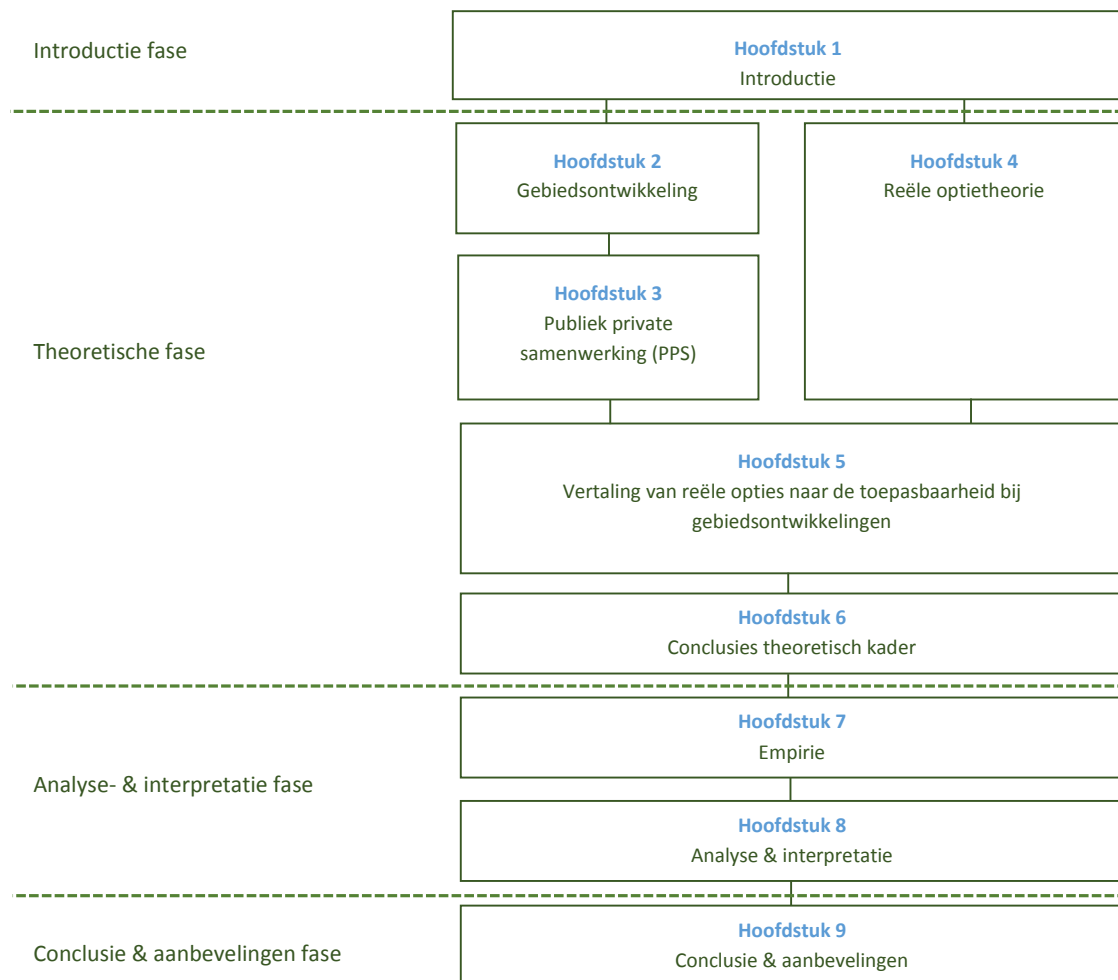 Introductie fase
Hoofdstuk 1
Introductie
Theoretische fase
Hoofdstuk 2
Gebiedsontwikkeling
Hoofdstuk 4
Reële optietheorie
Hoofdstuk 3
Publiek private
samenwerking (PPS)
Hoofdstuk 5
Vertaling van reële opties naar de toepasbaarheid bij
gebiedsontwikkelingen
Hoofdstuk 6
Conclusies theoretisch kader
Analyse- & interpretatie fase
Hoofdstuk 7
Empirie
Hoofdstuk 8
Analyse & interpretatie
Conclusie & aanbevelingen fase
Hoofdstuk 9
Conclusie & aanbevelingen